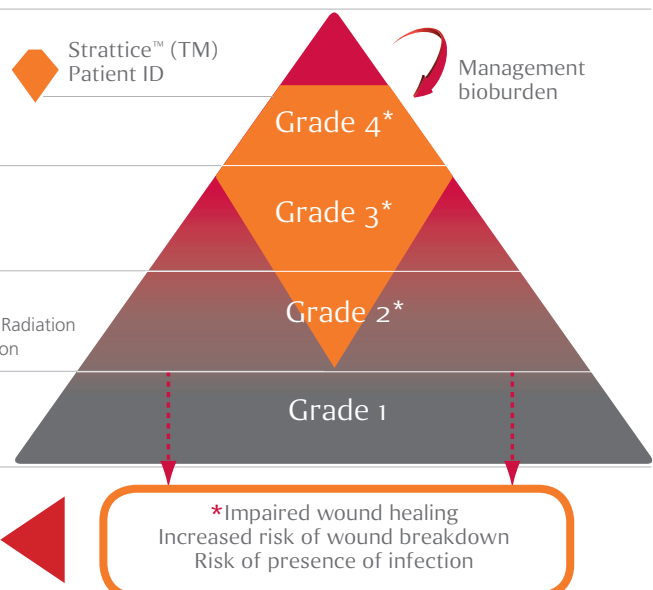 Strattice™ (TM)
Patient ID
Management
bioburden
Grade 4*
Grade 3*
Grade 2*
Radiation
on
Grade 1
*Impaired wound healing
Increased risk of wound breakdown
Risk of presence of infection